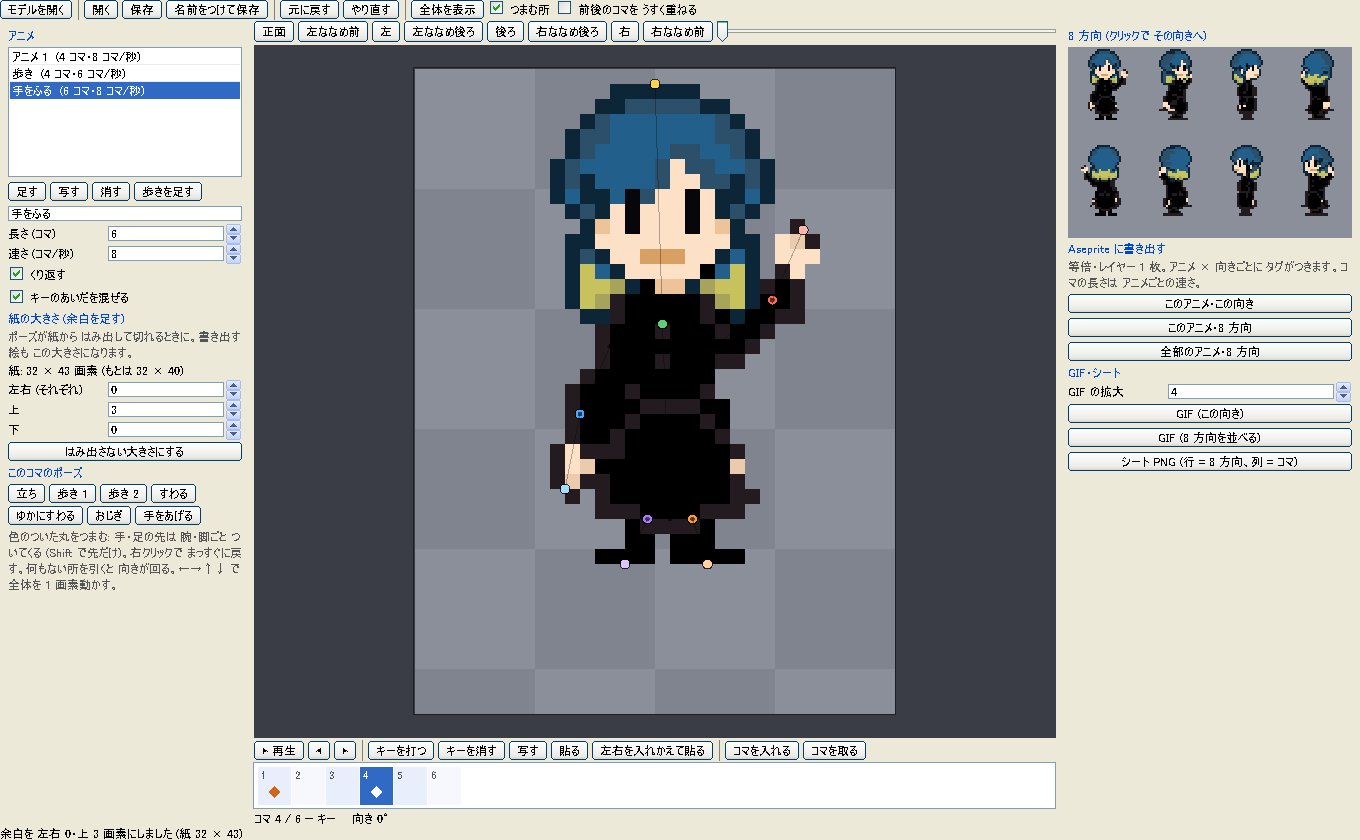 モデルを開く 開く 保存 名前をつけて保存 元に戻す やり直す 全体を表示 つまむ所 前後のコマを うすく重ねる
正面 左ななめ前 左 左ななめ後ろ 後ろ 右ななめ後ろ 右 右ななめ前
アニメ
アニメ 1 (4 コマ・8 コマ/秒)
歩き (4 コマ・6 コマ/秒)
手をふる (6 コマ・8 コマ/秒)
足す 写す 消す 歩きを足す
手をふる
長さ(コマ) 6
速さ(コマ/秒) 8
くり返す
キーのあいだを混ぜる
紙の大きさ(余白を足す)
ポーズが紙から はみ出して切れるときに。書き出す
絵も この大きさになります。
紙: 32 × 43 画素 (もとは 32 × 40)
左右(それぞれ) 0
上 3
下 0
はみ出さない大きさにする
このコマのポーズ
立ち 歩き 1 歩き 2 すわる
ゆかにすわる おじぎ 手をあげる
色のついた丸をつまむ: 手・足の先は 腕・脚ごと つ
いてくる (Shift で先だけ)。右クリックで まっすぐに戻
す。何もない所を引くと 向きが回る。←→↑↓ で
全体を 1 画素動かす。
8 方向 (クリックで その向きへ)
Aseprite に書き出す
等倍・レイヤー 1 枚。アニメ × 向きごとに タグがつきます。コ
マの長さは アニメごとの速さ。
このアニメ・この向き
このアニメ・8 方向
全部のアニメ・8 方向
GIF・シート
GIF の拡大 4
GIF (この向き)
GIF (8 方向を並べる)
シート PNG (行 = 8 方向、列 = コマ)
再生 キーを打つ キーを消す 写す 貼る 左右を入れかえて貼る コマを入れる コマを取る
1 2 3 4 5 6
コマ 4 / 6 ー キー 向き 0°
余白を 左右 0・上 3 画素にしました (紙 32 × 43)